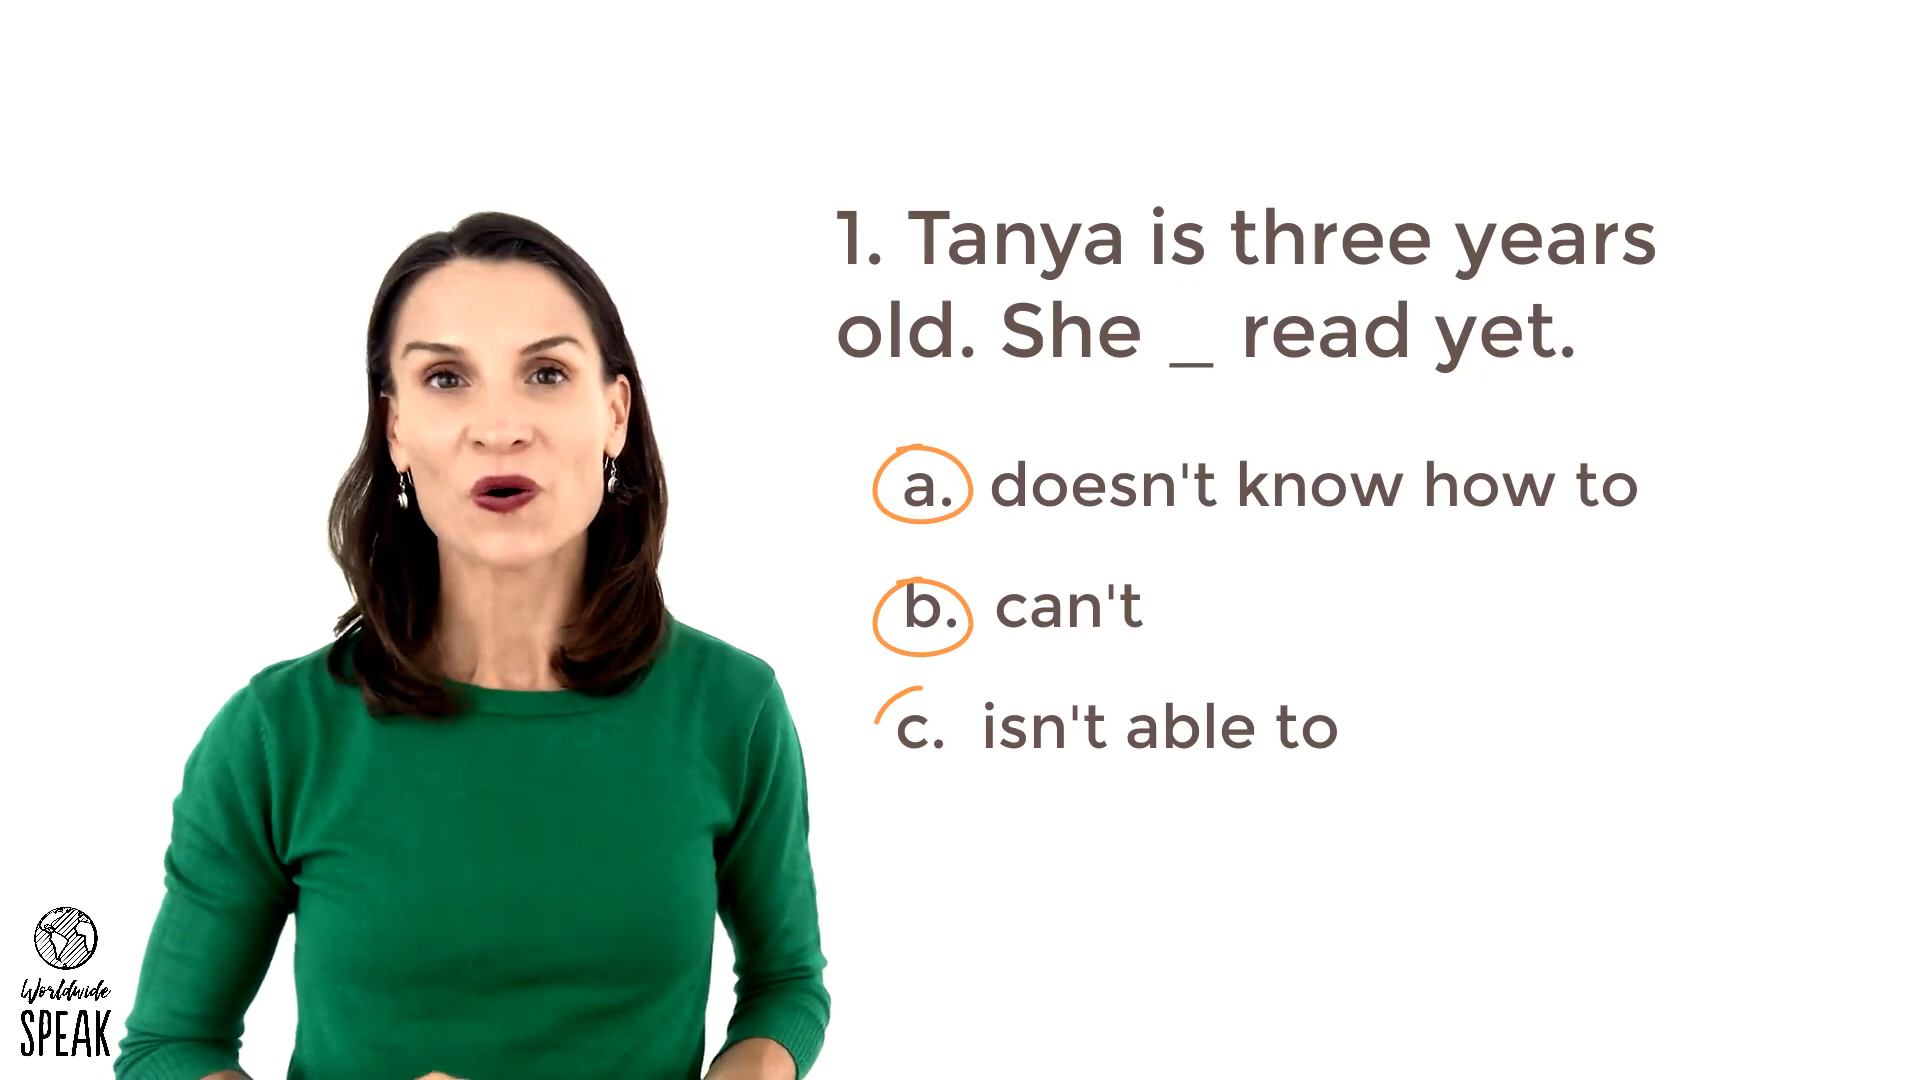 1. Tanya is three years
old. She _ read yet.
a. doesn't know how to
b. can't
c. isn't able to
Worldwide
SPEAK